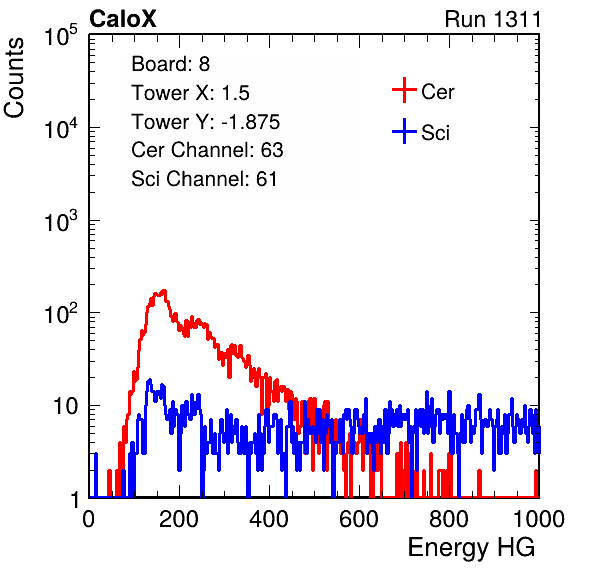 CaloX Run 1311
Counts
Board: 8
Tower X: 1.5
Tower Y: -1.875
Cer Channel: 63
Sci Channel: 61
Cer
Sci
10^5
10^4
10^3
10^2
10
1
0 200 400 600 800 1000
Energy HG